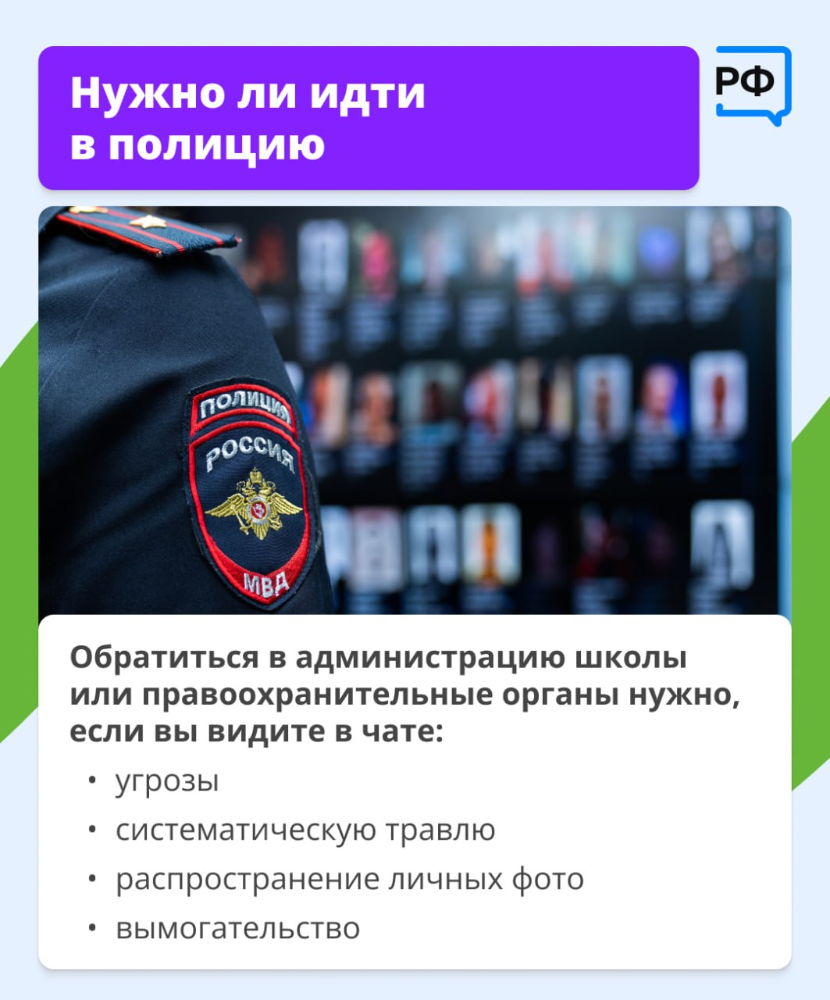 Нужно ли идти
в полицию
РФ
ПОЛИЦИЯ
РОССИЯ
МВД
Обратиться в администрацию школы
или правоохранительные органы нужно,
если вы видите в чате:
• угрозы
• систематическую травлю
• распространение личных фото
• вымогательство